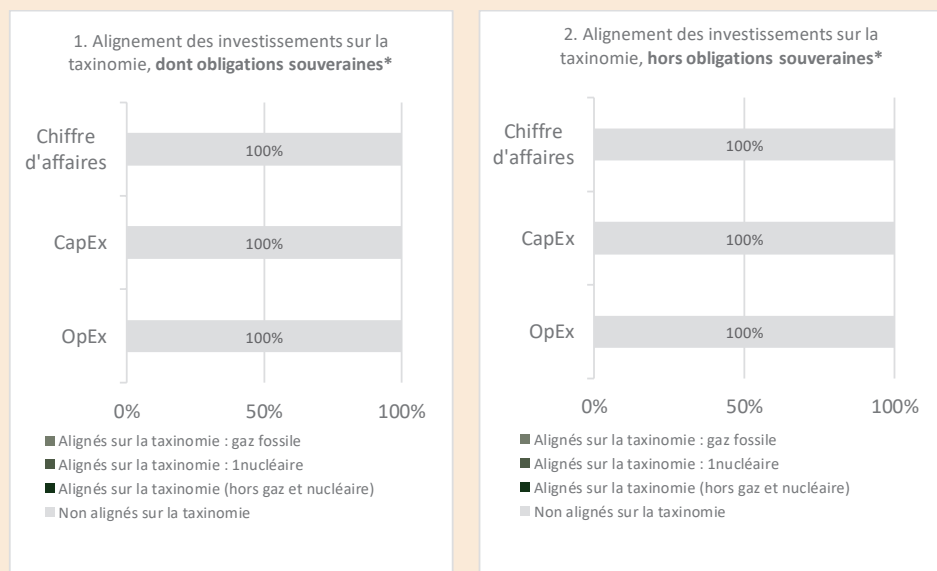 1. Alignement des investissements sur la
taxinomie, dont obligations souveraines*
Chiffre
d'affaires
100%
CapEx
100%
OpEx
100%
0% 50% 100%
Alignés sur la taxinomie : gaz fossile
Alignés sur la taxinomie : 1nucléaire
Alignés sur la taxinomie (hors gaz et nucléaire)
Non alignés sur la taxinomie
2. Alignement des investissements sur la
taxinomie, hors obligations souveraines*
Chiffre
d'affaires
100%
CapEx
100%
OpEx
100%
0% 50% 100%
Alignés sur la taxinomie : gaz fossile
Alignés sur la taxinomie : 1nucléaire
Alignés sur la taxinomie (hors gaz et nucléaire)
Non alignés sur la taxinomie